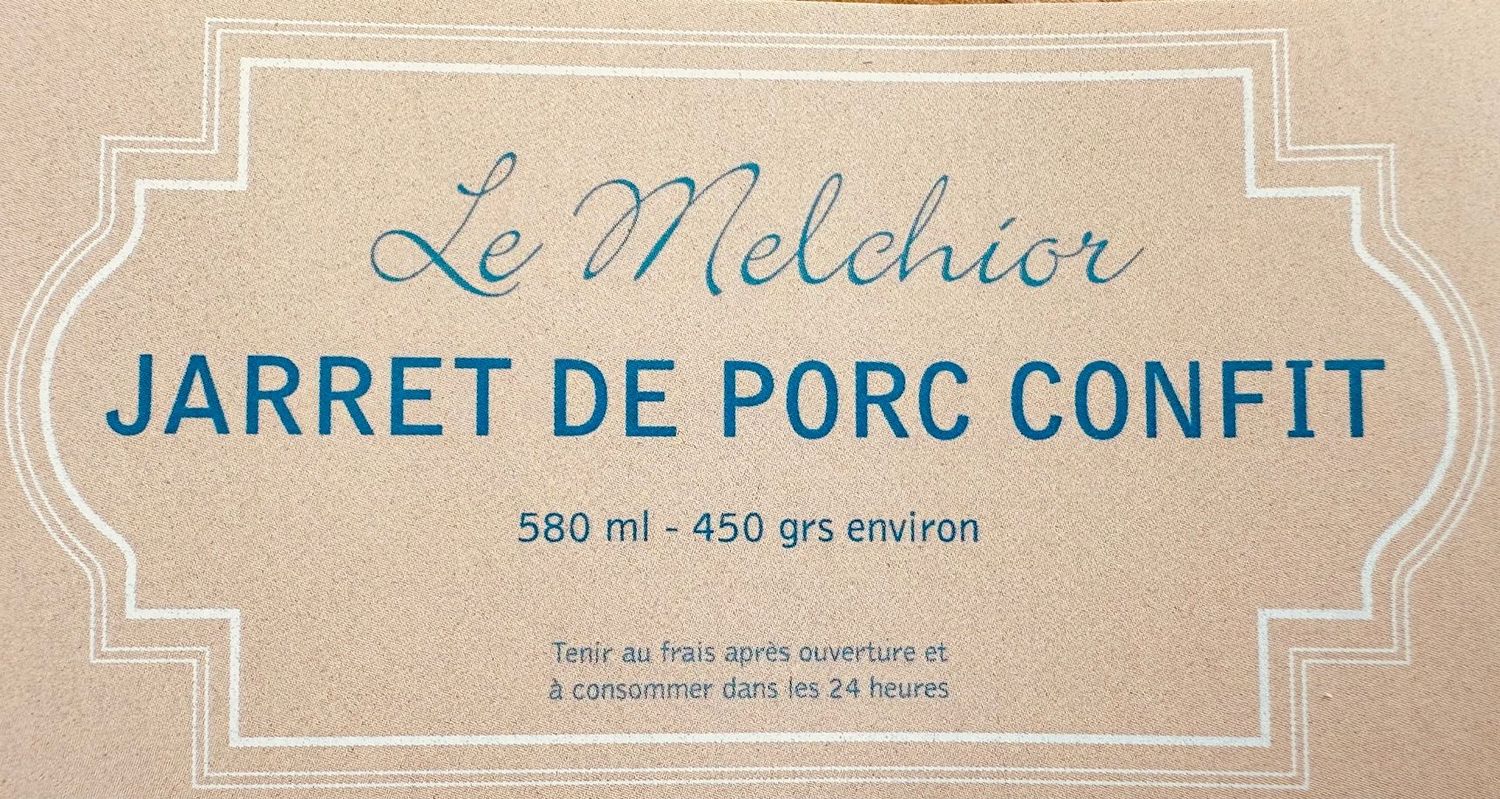 Le Melchior
JARRET DE PORC CONFIT
580 ml - 450 grs environ
Tenir au frais après ouverture et
à consommer dans les 24 heures